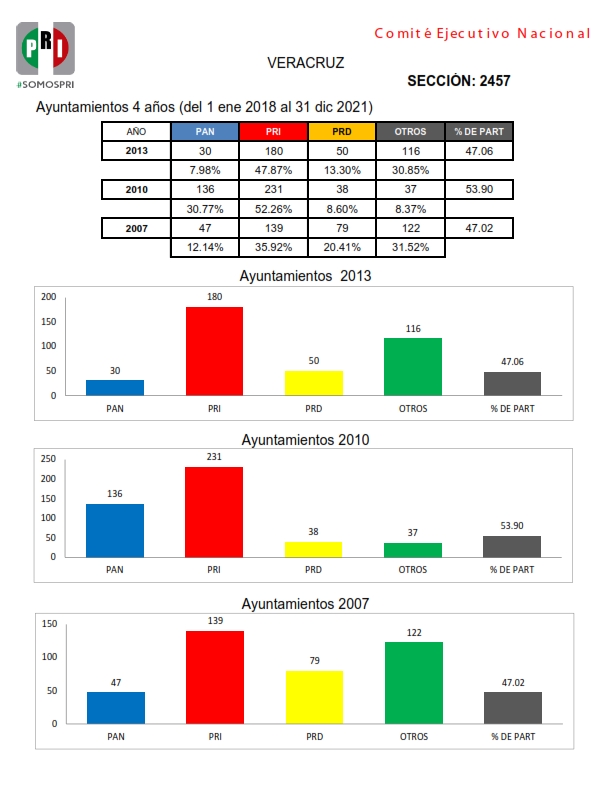 Comité Ejecutivo Nacional
PRI
#SOMOSPRI
VERACRUZ
SECCIÓN: 2457
Ayuntamientos 4 años (del 1 ene 2018 al 31 dic 2021)
AÑO PAN PRI PRD OTROS % DE PART
2013 30 180 50 116 47.06
7.98% 47.87% 13.30% 30.85%
2010 136 231 38 37 53.90
30.77% 52.26% 8.60% 8.37%
2007 47 139 79 122 47.02
12.14% 35.92% 20.41% 31.52%
Ayuntamientos 2013
200
150
100
50
0
30 180 50 116 47.06
PAN PRI PRD OTROS % DE PART
Ayuntamientos 2010
250
200
150
100
50
0
136 231 38 37 53.90
PAN PRI PRD OTROS % DE PART
Ayuntamientos 2007
150
100
50
0
47 139 79 122 47.02
PAN PRI PRD OTROS % DE PART